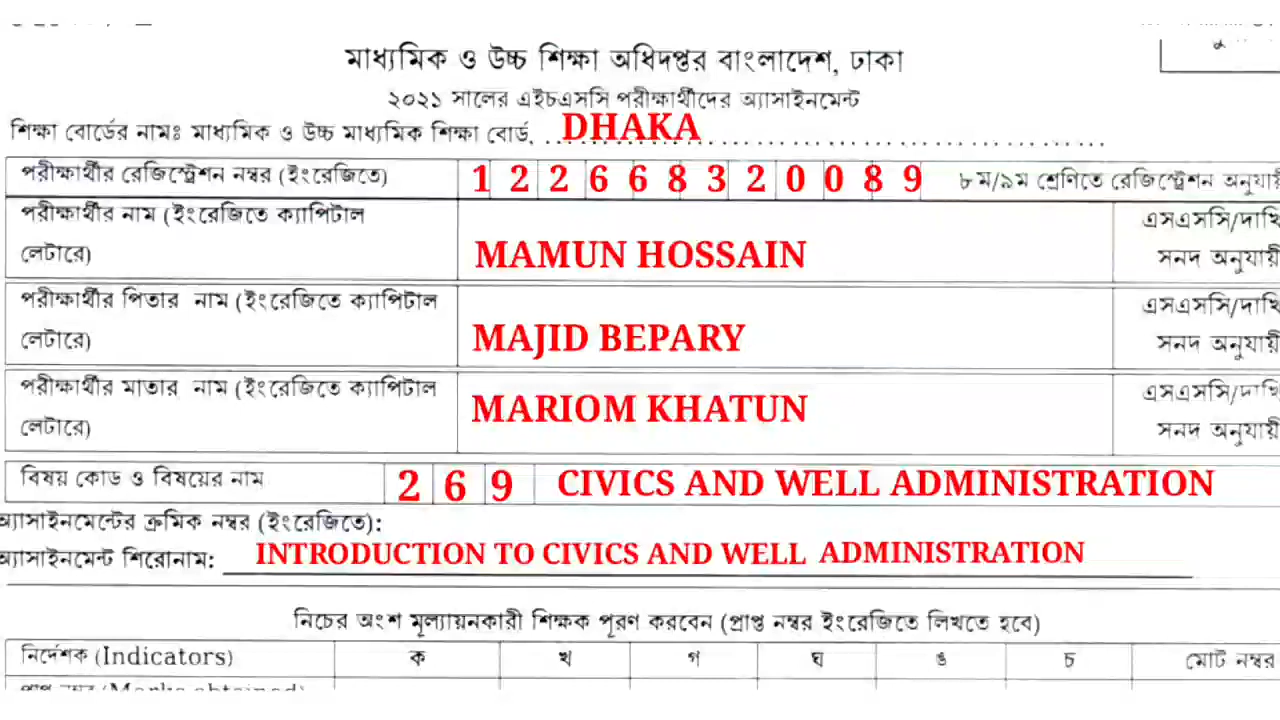 মাধ্যমিক ও উচ্চ শিক্ষা অধিদপ্তর বাংলাদেশ, ঢাকা
২০২১ সালের এইচএসসি পরীক্ষার্থীদের অ্যাসাইনমেন্ট
শিক্ষা বোর্ডের নামঃ মাধ্যমিক ও উচ্চ মাধ্যমিক শিক্ষা বোর্ড, DHAKA
পরীক্ষার্থীর রেজিস্ট্রেশন নম্বর (ইংরেজিতে) 1 2 2 6 6 8 3 2 0 0 8 9 ৮ম/৯ম শ্রেণিতে রেজিস্ট্রেশন
পরীক্ষার্থীর নাম (ইংরেজিতে ক্যাপিটাল এসএসসি/
লেটারে) MAMUN HOSSAIN সনদ
পরীক্ষার্থীর পিতার নাম (ইংরেজিতে ক্যাপিটাল এসএসসি/
লেটারে) MAJID BEPARY সনদ
পরীক্ষার্থীর মাতার নাম (ইংরেজিতে ক্যাপিটাল এসএসসি/
লেটারে) MARIOM KHATUN সনদ
বিষয় কোড ও বিষয়ের নাম 2 6 9 CIVICS AND WELL ADMINISTRATION
অ্যাসাইনমেন্টের ক্রমিক নম্বর (ইংরেজিতে):
অ্যাসাইনমেন্ট শিরোনাম: INTRODUCTION TO CIVICS AND WELL ADMINISTRATION
নিচের অংশ মূল্যায়নকারী শিক্ষক পূরণ করবেন (প্রাপ্ত নম্বর ইংরেজিতে লিখতে হবে)
নির্দেশক (Indicators) ক খ গ ঘ ঙ চ মোট নম্বর